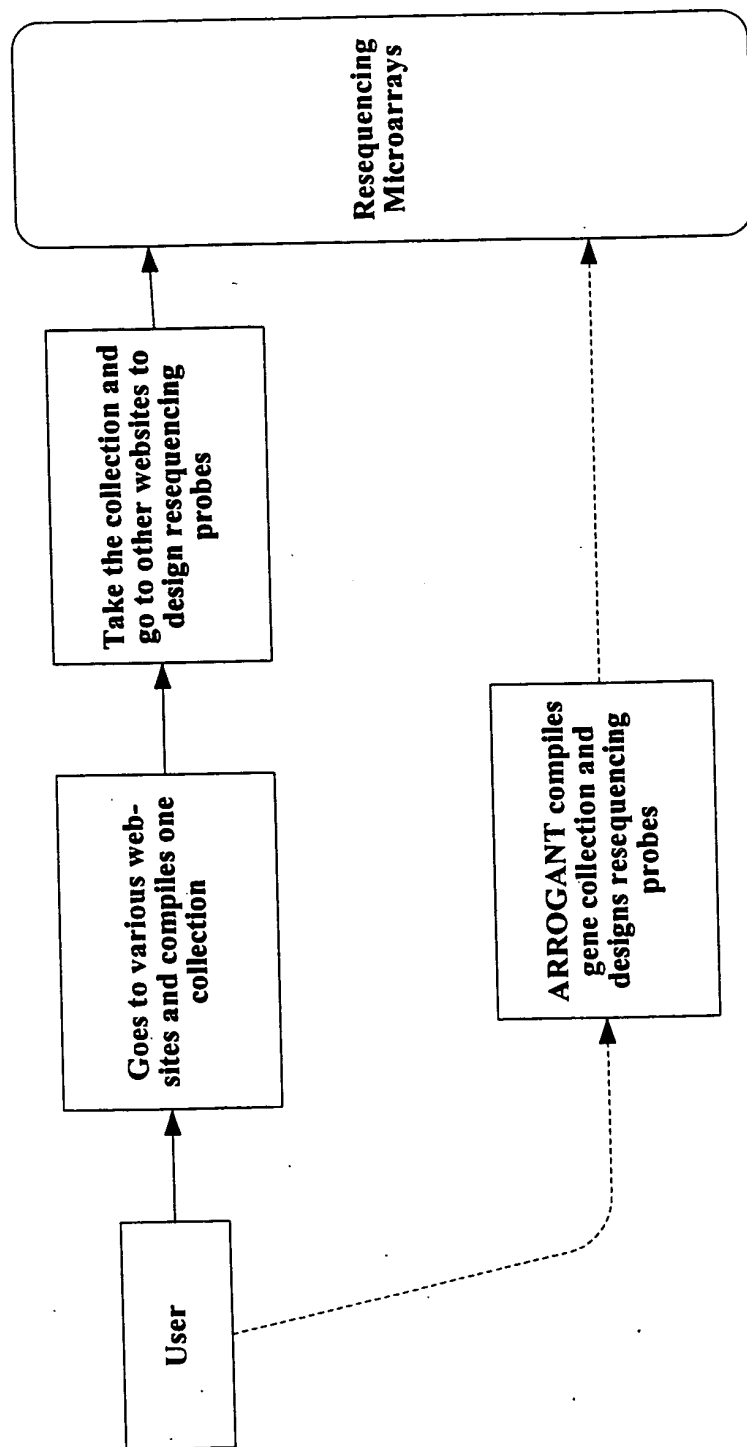 User
Goes to various web-
sites and compiles one
collection
Take the collection and
go to other websites to
design resequencing
probes
ARROGANT compiles
gene collection and
designs resequencing
probes
Resequencing
Microarrays